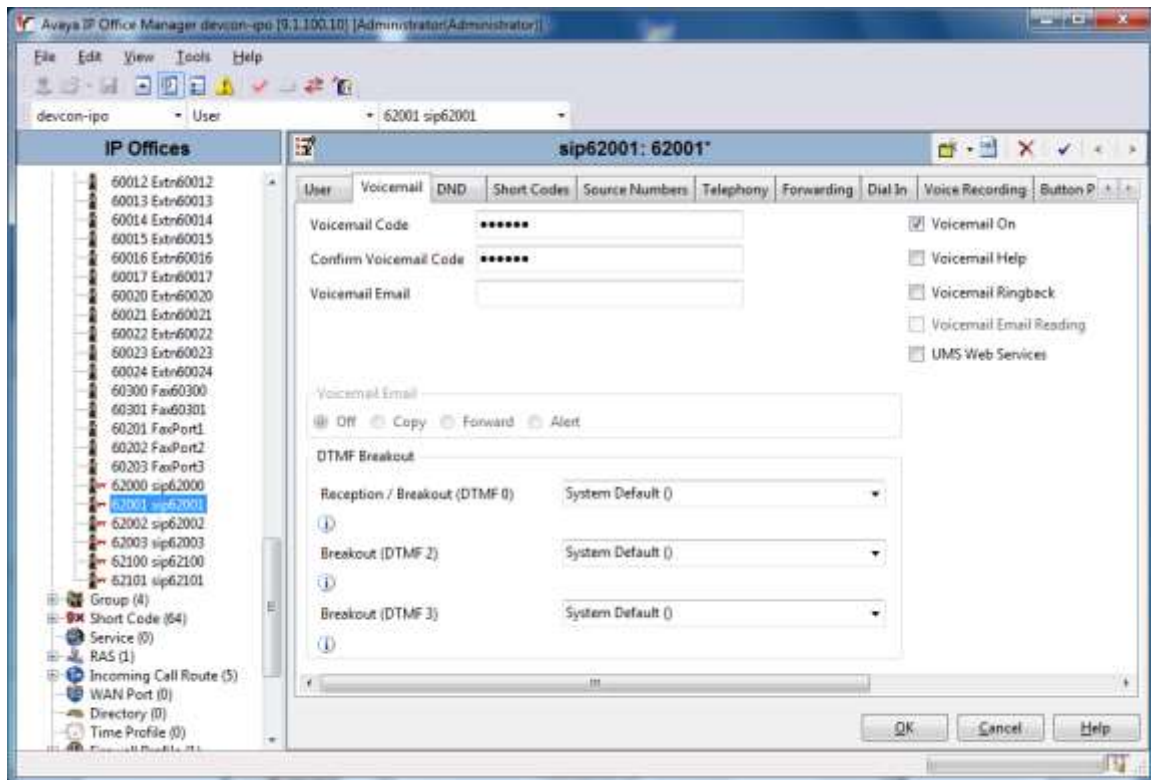 Avaya IP Office Manager devcon-ipo [9.1.100.10] [Administrator(Administrator)]
File Edit View Tools Help
devcon-ipo User 62001 sip62001
IP Offices
60012 Extn60012
60013 Extn60013
60014 Extn60014
60015 Extn60015
60016 Extn60016
60017 Extn60017
60020 Extn60020
60021 Extn60021
60022 Extn60022
60023 Extn60023
60024 Extn60024
60300 Fax60300
60301 Fax60301
60201 FaxPort1
60202 FaxPort2
60203 FaxPort3
62000 sip62000
62001 sip62001
62002 sip62002
62003 sip62003
62100 sip62100
62101 sip62101
Group (4)
Short Code (64)
Service (0)
RAS (1)
Incoming Call Route (5)
WAN Port (0)
Directory (0)
Time Profile (0)
Firewall Profile (1)
sip62001: 62001*
User Voicemail DND Short Codes Source Numbers Telephony Forwarding Dial In Voice Recording Button P
Voicemail Code ••••••
Confirm Voicemail Code ••••••
Voicemail Email
Voicemail On
Voicemail Help
Voicemail Ringback
Voicemail Email Reading
UMS Web Services
Voicemail Email
Off Copy Forward Alert
DTMF Breakout
Reception / Breakout (DTMF 0) System Default ()
Breakout (DTMF 2) System Default ()
Breakout (DTMF 3) System Default ()
OK Cancel Help